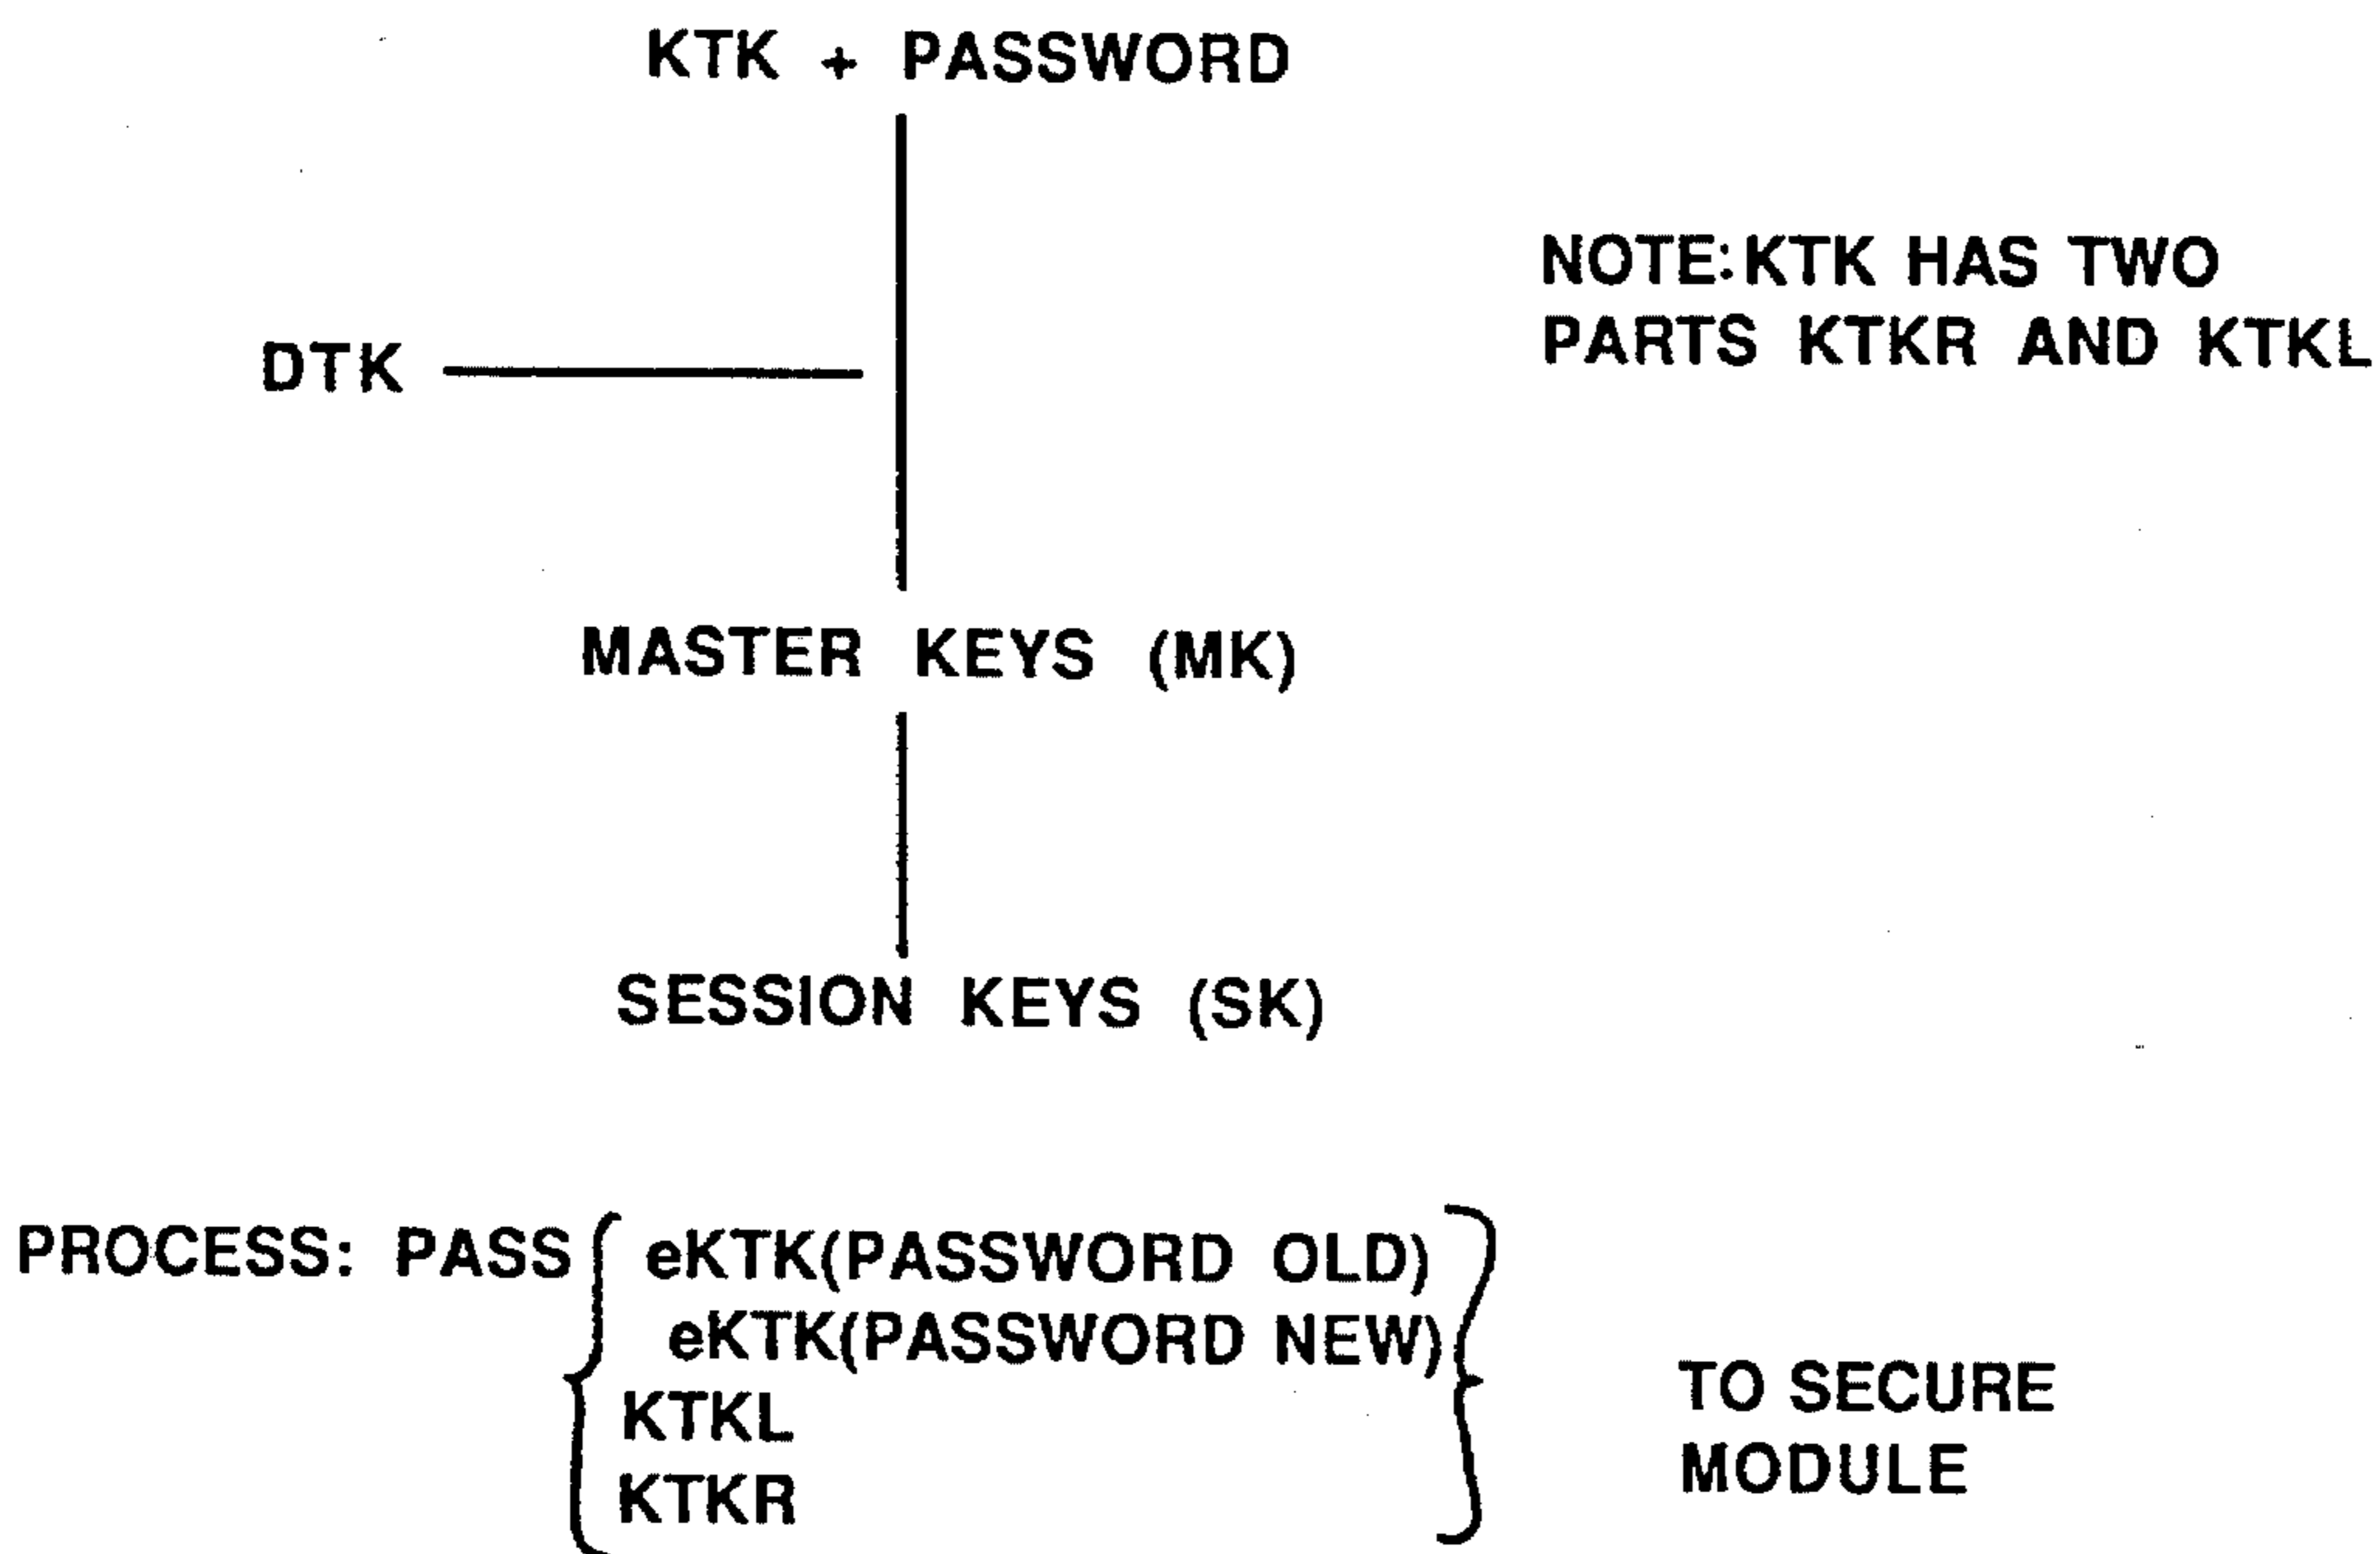 KTK + PASSWORD
NOTE:KTK HAS TWO
PARTS KTKR AND KTKL
DTK
MASTER KEYS (MK)
SESSION KEYS (SK)
PROCESS: PASS { eKTK(PASSWORD OLD) }
eKTK(PASSWORD NEW)
KTKL
KTKR
TO SECURE
MODULE